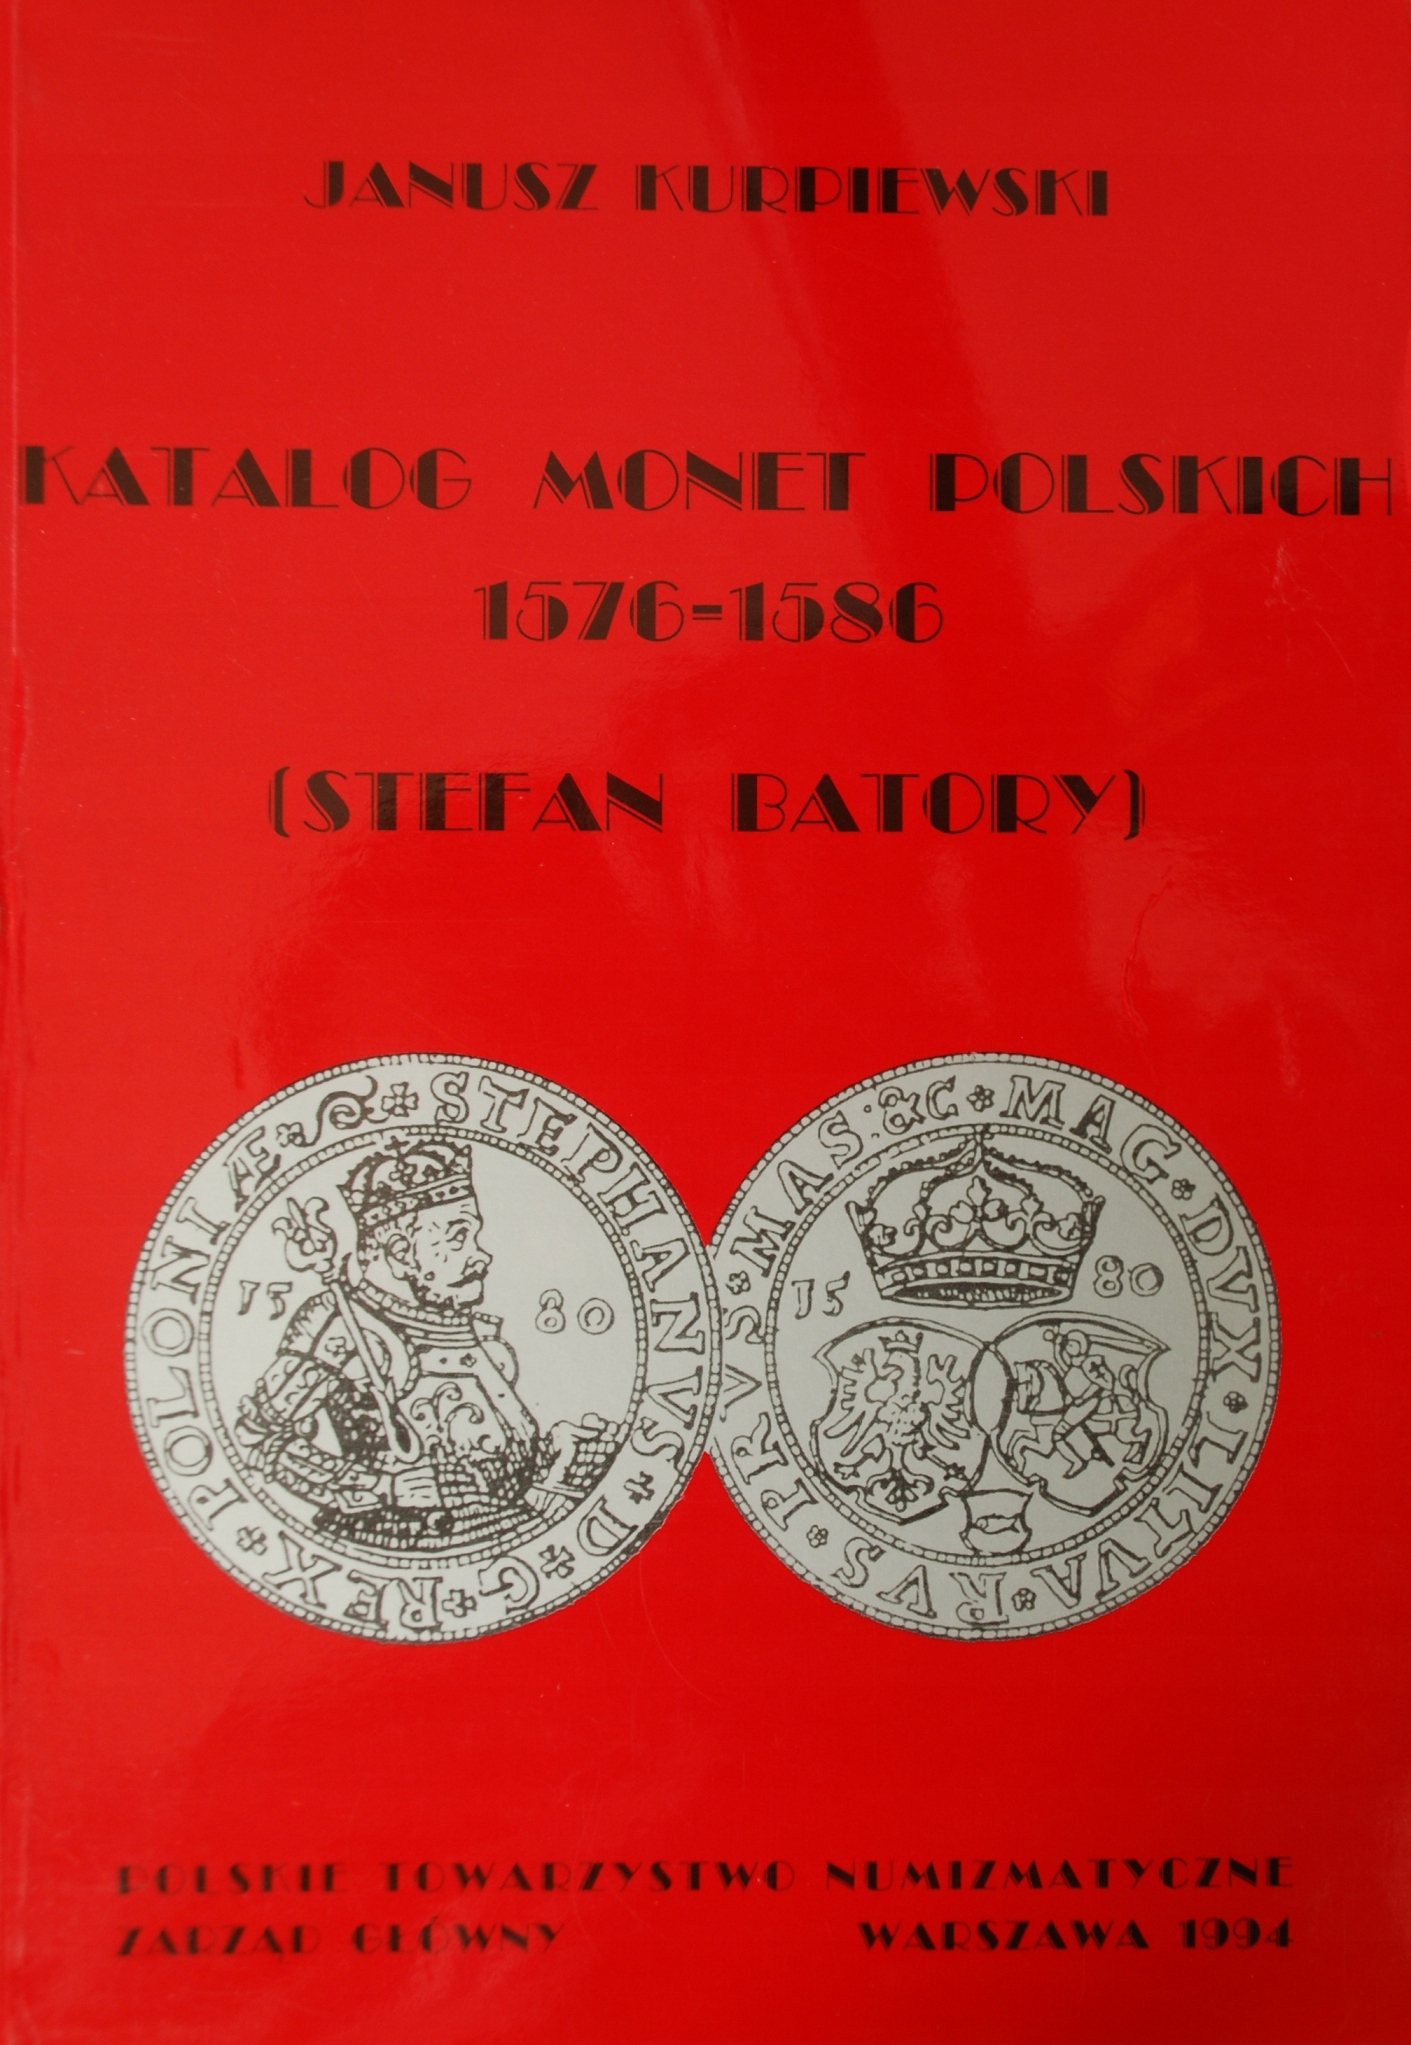 JANUSZ KURPIEWSKI
KATALOG MONET POLSKICH
1576=1586
(STEFAN BATORY)
STEPHANVS · D · G · REX · POLONIÆ
15 80
MAG · DVX · LITVA · RVS · PRVS · MAS : &C
15 80
POLSKIE TOWARZYSTWO NUMIZMATYCZNE
ZARZĄD GŁÓWNY WARSZAWA 1994